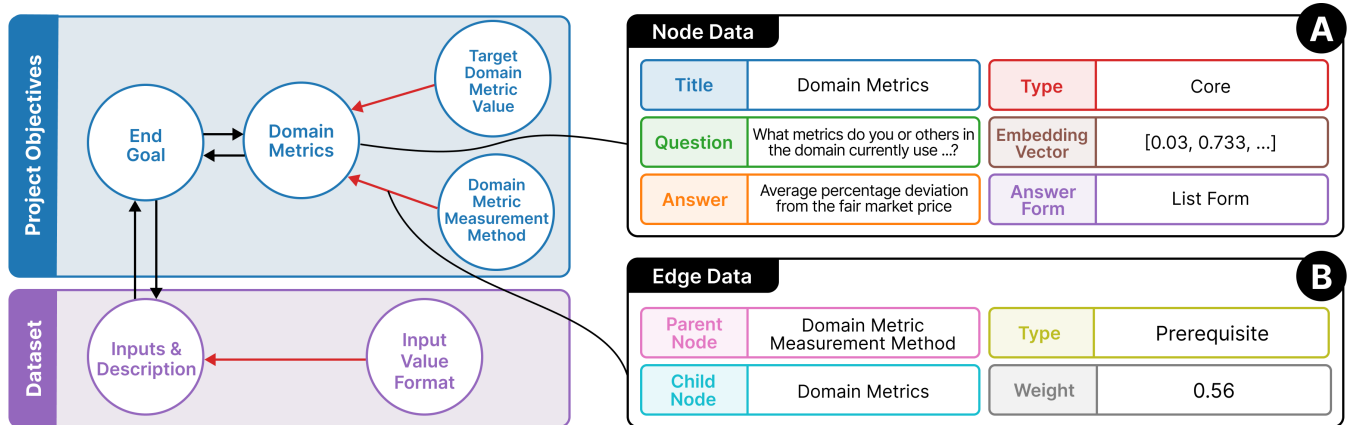 Project Objectives
End
Goal
Domain
Metrics
Target
Domain
Metric
Value
Domain
Metric
Measurement
Method
Dataset
Inputs &
Description
Input
Value
Format
Node Data
A
Title
Domain Metrics
Type
Core
Question
What metrics do you or others in
the domain currently use ...?
Embedding
Vector
[0.03, 0.733, ...]
Answer
Average percentage deviation
from the fair market price
Answer
Form
List Form
Edge Data
B
Parent
Node
Domain Metric
Measurement Method
Type
Prerequisite
Child
Node
Domain Metrics
Weight
0.56